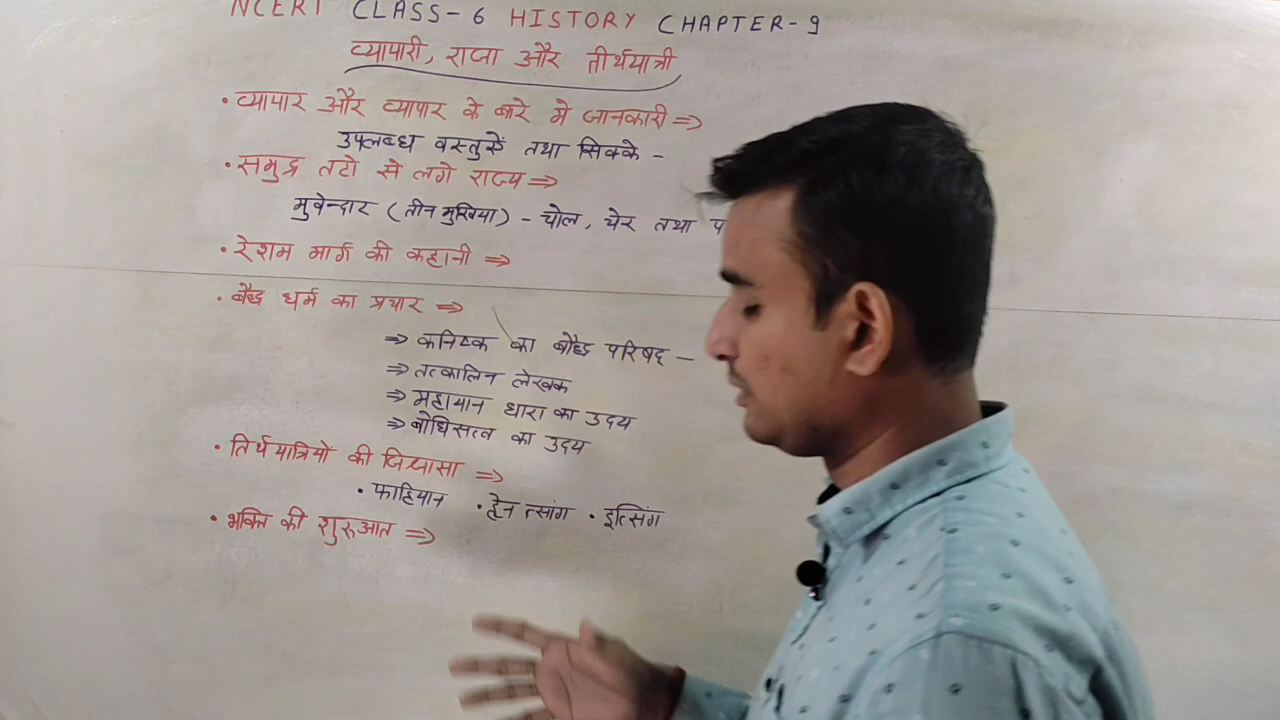 NCERT CLASS-6 HISTORY CHAPTER-9
व्यापारी, राजा और तीर्थयात्री
• व्यापार और व्यापार के बारे मे जानकारी ⇒
उपलब्ध वस्तुएँ तथा सिक्के -
• समुद्र तटो से लगे राज्य ⇒
मुवेन्दार (तीन मुखिया) - चोल, चेर तथा
• रेशम मार्ग की कहानी ⇒
• बौद्ध धर्म का प्रचार ⇒
⇒ कनिष्क का बौद्ध परिषद -
⇒ तत्कालिन लेखक
⇒ महायान धारा का उदय
⇒ बोधिसत्व का उदय
• तिर्थयात्रियों की जिज्ञासा ⇒
• फाहियान • ह्वेन त्सांग • इत्सिंग
• भक्ति की शुरुआत ⇒